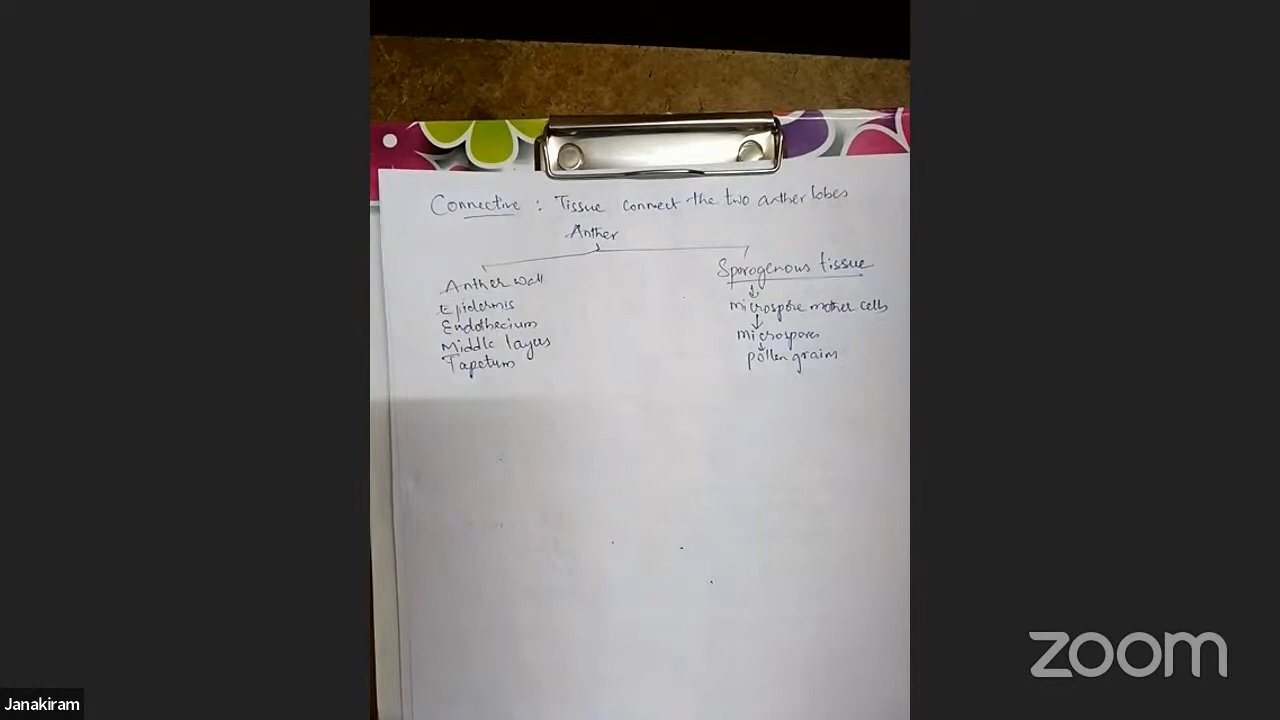 Connective : Tissue connect the two anther lobes
Anther
Anther wall
Epidermis
Endothecium
Middle layers
Tapetum
Sporogenous tissue
↓
microspore mother cells
↓
microspores
↓
pollen grains
zoom
Janakiram